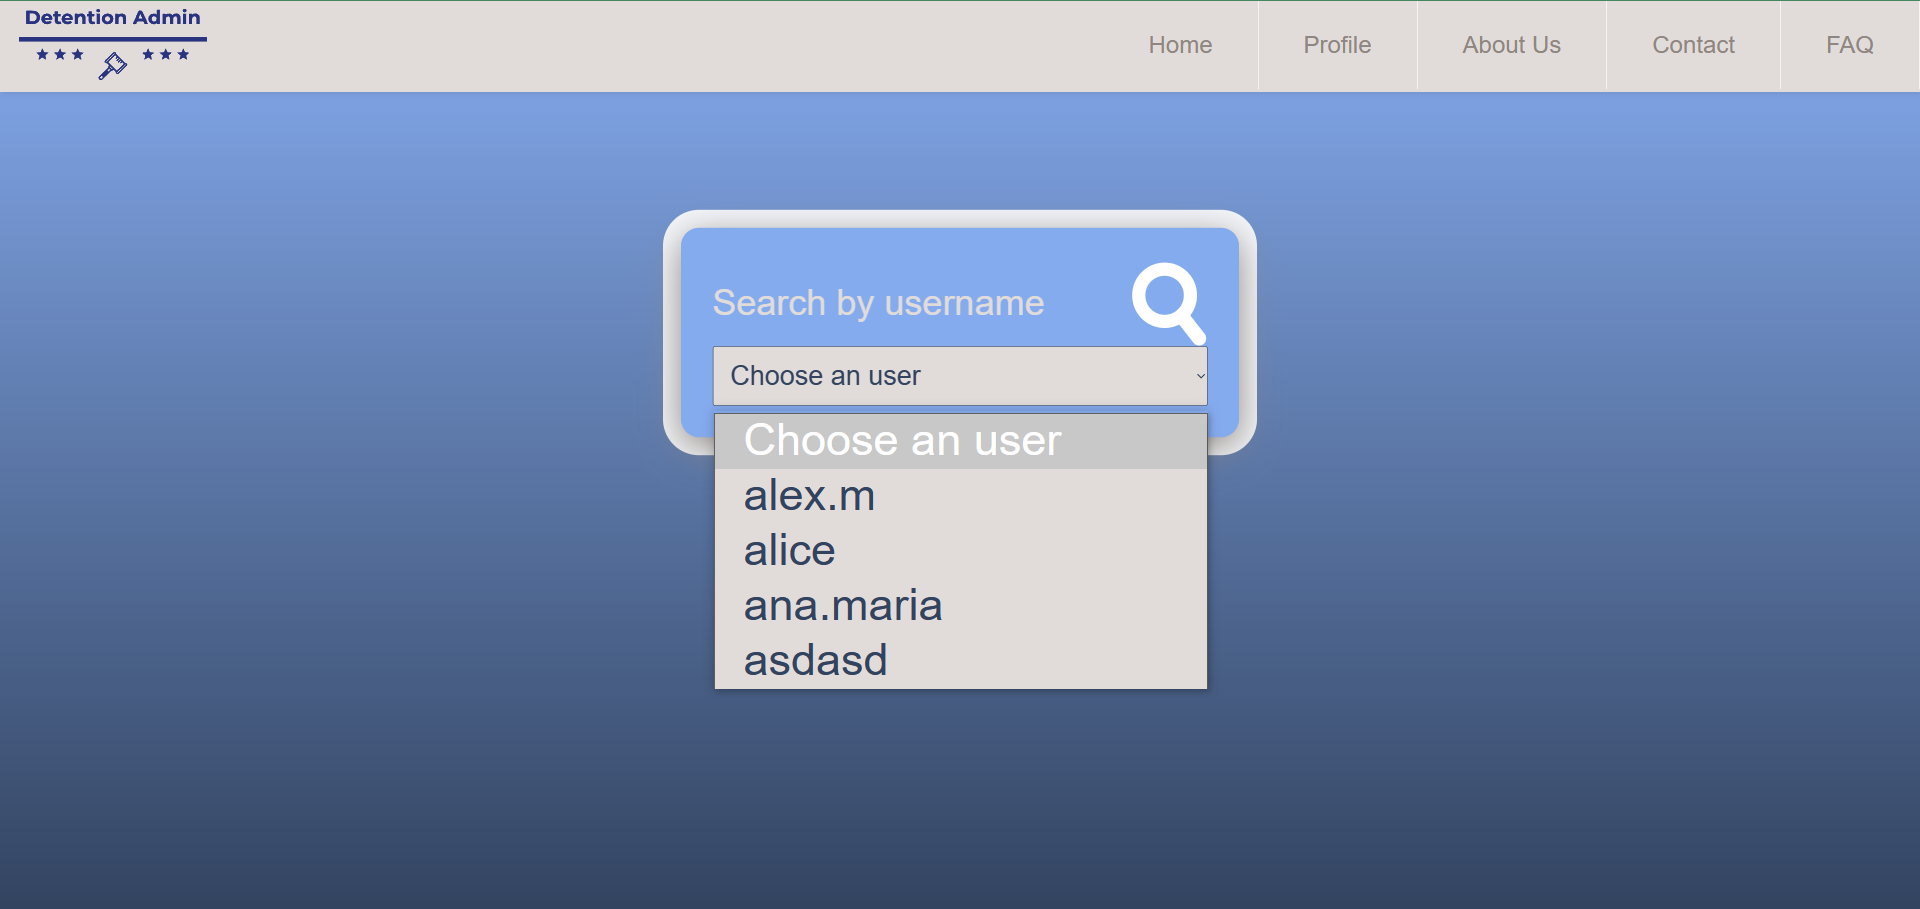 Detention Admin
Home
Profile
About Us
Contact
FAQ
Search by username
Choose an user
Choose an user
alex.m
alice
ana.maria
asdasd